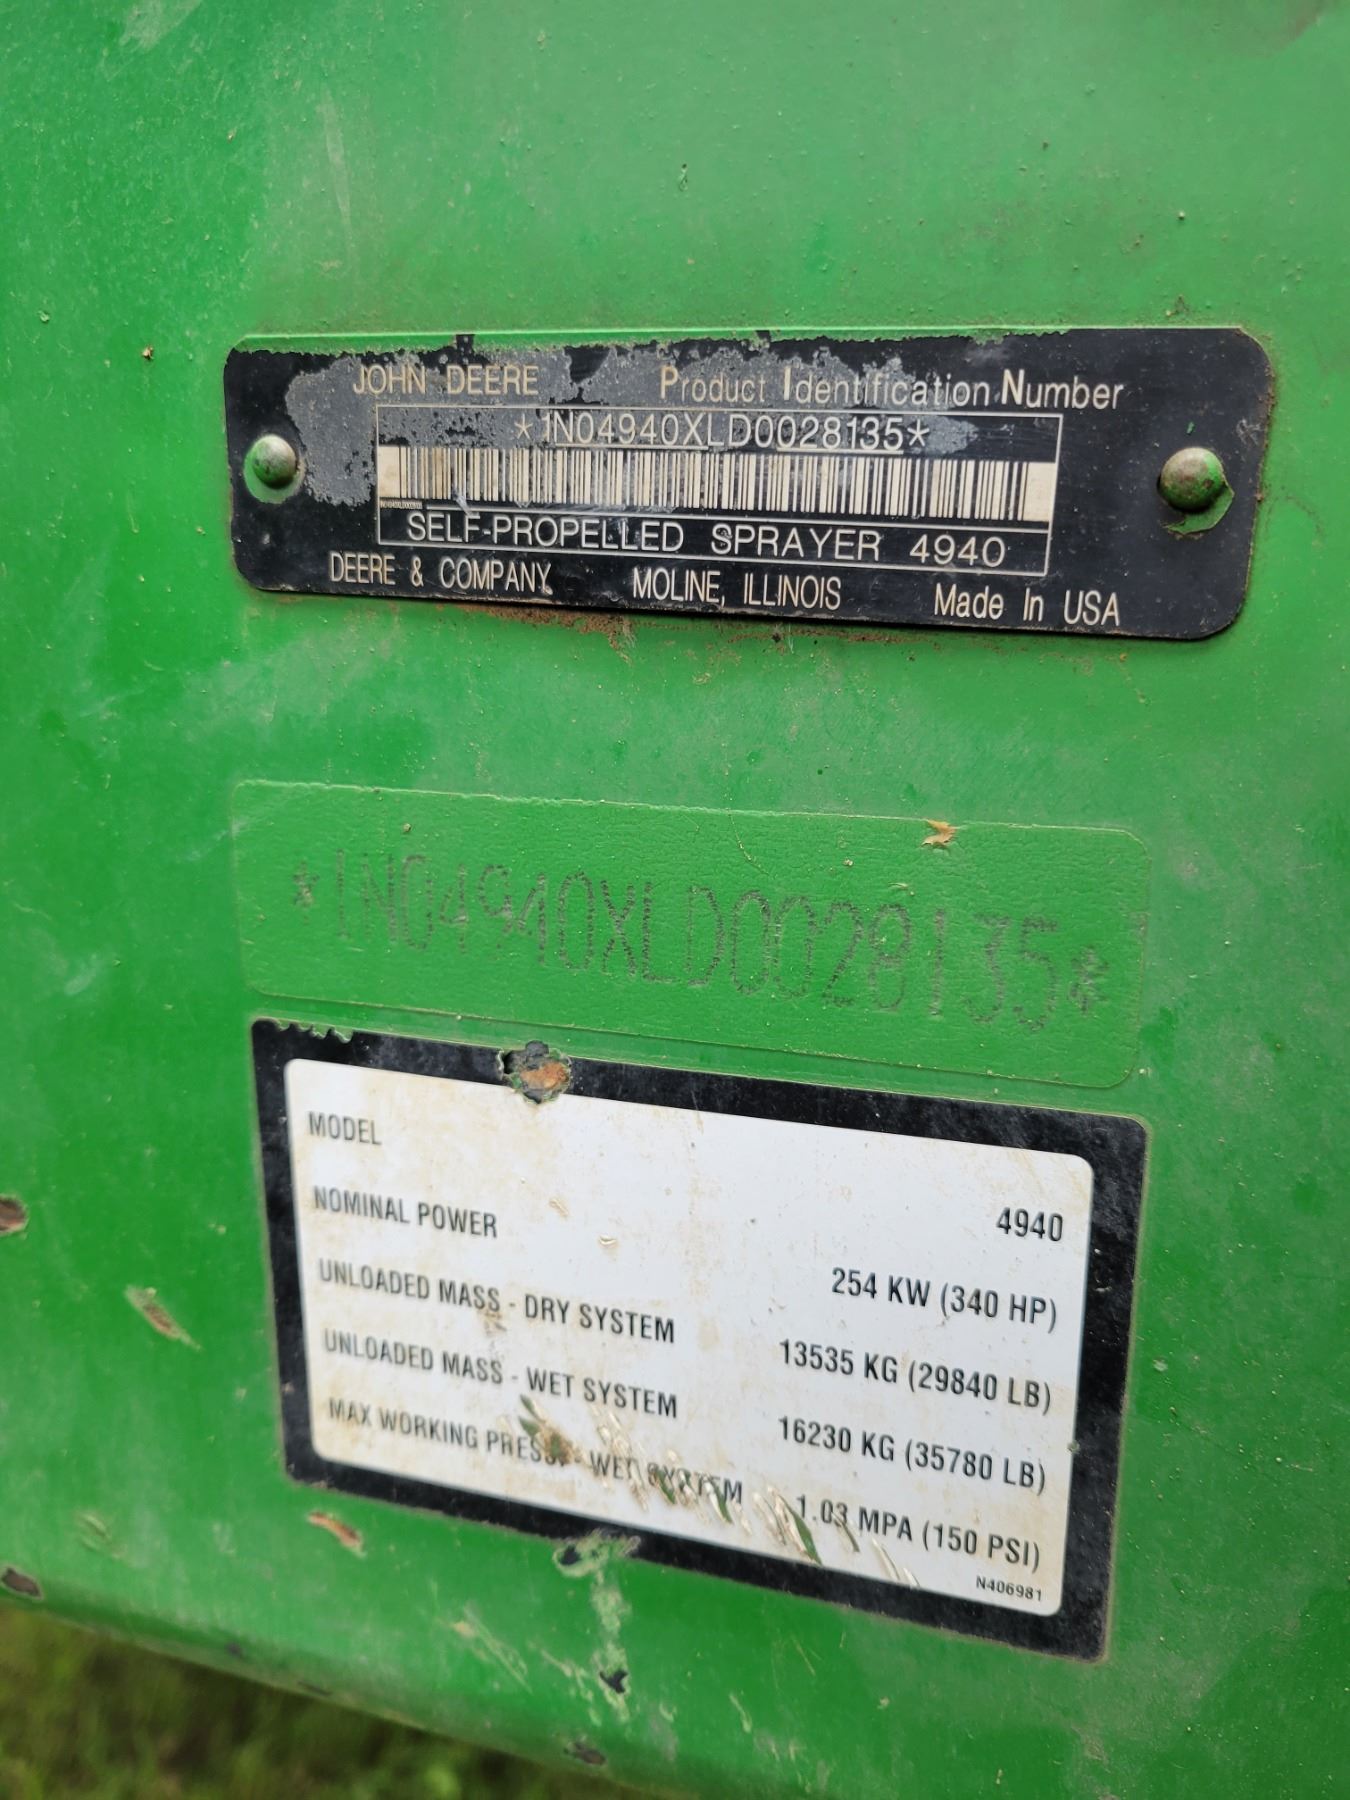 JOHN DEERE Product Identification Number
*1N04940XLD0028135*
SELF-PROPELLED SPRAYER 4940
DEERE & COMPANY MOLINE, ILLINOIS Made In USA
*1N04940XLD0028135*
MODEL 4940
NOMINAL POWER 254 KW (340 HP)
UNLOADED MASS - DRY SYSTEM 13535 KG (29840 LB)
UNLOADED MASS - WET SYSTEM 16230 KG (35780 LB)
MAX WORKING PRESS. - WET SYSTEM 1.03 MPA (150 PSI)
N406981